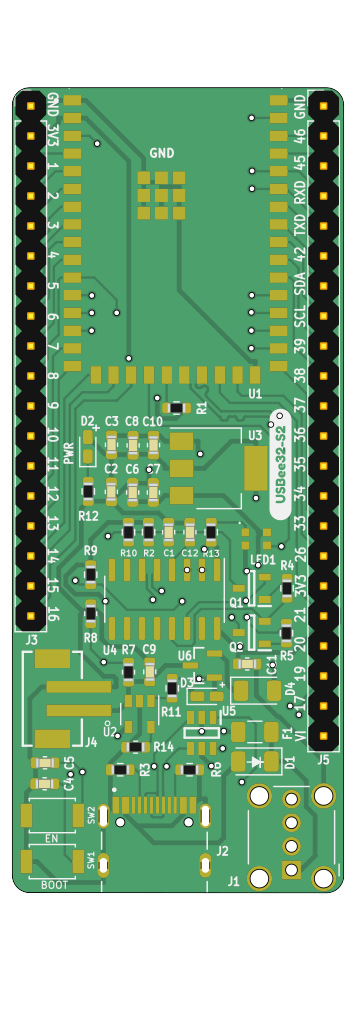 GND
3V3
1
2
3
4
5
6
7
8
9
10
11
12
13
14
15
16
J3
GND
46
45
RXD
TXD
42
SDA
SCL
39
38
37
36
35
34
33
26
3V3
21
20
19
17
VI
J5
GND
U1
R1
D2
+
PWR
C3
C8
C10
C2
C6
C7
R12
U3
USBee32-S2
R10
R2
C1
C12
R13
LED1
R9
R8
R4
Q1
R5
U4
R7
C9
U6
D3
+
C11
D4
R11
U2
U5
R14
R3
R6
F1
D1
J4
C5
C4
SW2
EN
SW1
BOOT
J2
J1